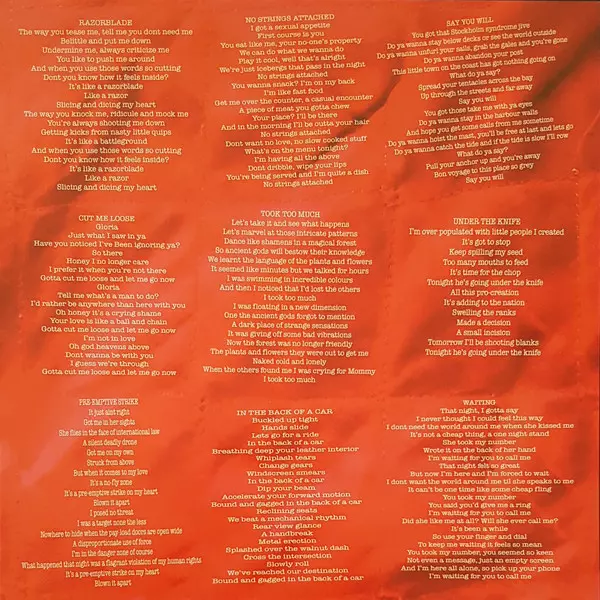 RAZORBLADE
The way you tease me, tell me you dont need me
Belittle and put me down
Undermine me, always criticize me
You like to push me around
And when you use those words so cutting
Dont you know how it feels inside?
It's like a razorblade
Like a razor
Slicing and dicing my heart
The way you knock me, ridicule and mock me
You're always shooting me down
Getting kicks from nasty little quips
It's like a battleground
And when you use those words so cutting
Dont you know how it feels inside?
It's like a razorblade
Like a razor
Slicing and dicing my heart
NO STRINGS ATTACHED
I got a sexual appetite
First course is you
You eat like me, your no-one's property
We can do what we wanna do
Play it cool, well that's alright
We're just icebergs that pass in the night
No strings attached
You wanna snack? I'm on my back
I'm like fast food
Get me over the counter, a casual encounter
A piece of meat you gotta chew
Your place? I'll be there
And in the morning I'll be outta your hair
No strings attached
Dont want no love, no slow cooked stuff
What's on the menu tonight?
I'm having all the above
Dont dribble, wipe your lips
You're being served and I'm quite a dish
No strings attached
SAY YOU WILL
You got that Stockholm syndrome jive
Do ya wanna stay below decks or see the world outside
Do ya wanna unfurl your sails, grab the gales and you're gone
Do ya wanna abandon your post
This little town on the coast has got nothing going on
What do ya say?
Spread your tentacles across the bay
Up through the streets and far away
Say you will
You got those take me with ya eyes
Do ya wanna stay in the harbour walls
And hope you get some calls from me sometime
Do ya wanna hoist the mast, you'll be free at last and lets go
Do ya wanna catch the tide and if the tide is slow I'll row
What do ya say?
Pull your anchor up and you're away
Bon voyage to this place so grey
Say you will
CUT ME LOOSE
Gloria
Just what I saw in ya
Have you noticed I've Been ignoring ya?
So there
Honey I no longer care
I prefer it when you're not there
Gotta cut me loose and let me go now
Gloria
Tell me what's a man to do?
I'd rather be anywhere than here with you
Oh honey it's a crying shame
Your love is like a ball and chain
Gotta cut me loose and let me go now
I'm not in love
Oh god heavens above
Dont wanna be with you
I guess we're through
Gotta cut me loose and let me go now
TOOK TOO MUCH
Let's take it and see what happens
Let's marvel at those intricate patterns
Dance like shamens in a magical forest
So ancient gods will bestow their knowledge
We learnt the language of the plants and flowers
It seemed like minutes but we talked for hours
I was swimming in incredible colours
And then I noticed that I'd lost the others
I took too much
I was floating in a new dimension
One the ancient gods forgot to mention
A dark place of strange sensations
It was giving off some bad vibrations
Now the forest was no longer friendly
The plants and flowers they were out to get me
Naked cold and lonely
When the others found me I was crying for Mommy
I took too much
UNDER THE KNIFE
I'm over populated with little people I created
It's got to stop
Keep spilling my seed
Too many mouths to feed
It's time for the chop
Tonight he's going under the knife
All this pro-creation
It's adding to the nation
Swelling the ranks
Made a decision
A small incision
Tomorrow I'll be shooting blanks
Tonight he's going under the knife
PRE-EMPTIVE STRIKE
It just aint right
Got me in her sights
She flies in the face of international law
A silent deadly drone
Got me on my own
Struck from above
But when it comes to my love
It's a no-fly zone
It's a pre-emptive strike on my heart
Blown it apart
I posed no threat
I was a target none the less
Nowhere to hide when the pay load doors are open wide
A disproportionate use of force
I'm in the danger zone of course
What happened that night was a flagrant violation of my human rights
It's a pre-emptive strike on my heart
Blown it apart
IN THE BACK OF A CAR
Buckled up tight
Hands slide
Lets go for a ride
In the back of a car
Breathing deep your leather interior
Whiplash tears
Change gears
Windscreen smears
In the back of a car
Dip your beam
Accelerate your forward motion
Bound and gagged in the back of a car
Reclining seats
We beat a mechanical rhythm
Rear view glance
A handbreak
Metal erection
Splashed over the walnut dash
Cross the intersection
Slowly roll
We've reached our destination
Bound and gagged in the back of a car
WAITING
That night, I gotta say
I never thought I could feel this way
I dont need the world around me when she kissed me
It's not a cheap thing, a one night stand
She took my number
Wrote it on the back of her hand
I'm waiting for you to call me
That night felt so great
But now I'm here and I'm forced to wait
I dont want the world around me til she speaks to me
It can't be one time like some cheap fling
You took my number
You said you'd give me a ring
I'm waiting for you to call me
Did she like me at all? Will she ever call me?
It's been a while
So use your finger and dial
To keep me waiting it feels so mean
You took my number, you seemed so keen
Not even a message, just an empty screen
And I'm here all alone, so pick up your phone
I'm waiting for you to call me